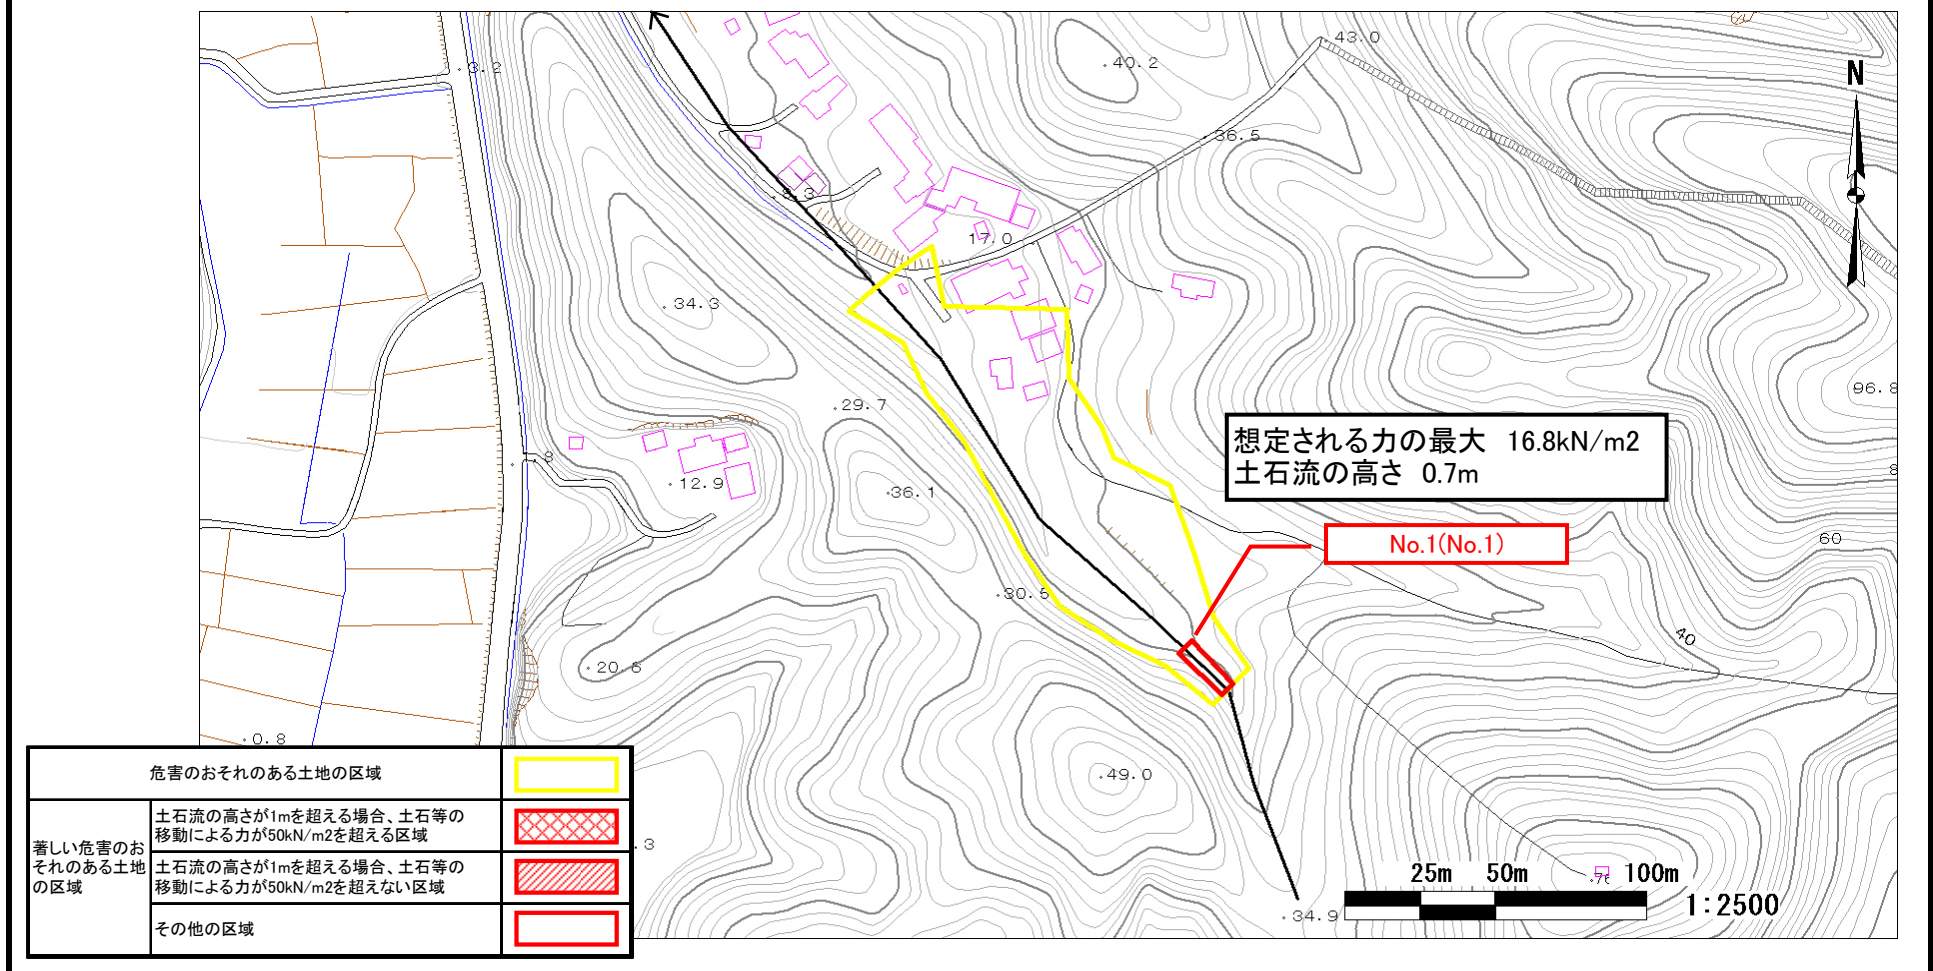 3.2
43.0
40.2
N
36.5
8.3
17.0
34.3
96.8
29.7
想定される力の最大 16.8kN/m2
土石流の高さ 0.7m
1.8
12.9
36.1
No.1(No.1)
60
30.5
40
20.6
0.8
49.0
危害のおそれのある土地の区域
著しい危害のおそれのある土地の区域
土石流の高さが1mを超える場合、土石等の
移動による力が50kN/m2を超える区域
土石流の高さが1mを超える場合、土石等の
移動による力が50kN/m2を超えない区域
その他の区域
.3
25m 50m 100m
34.9
1:2500